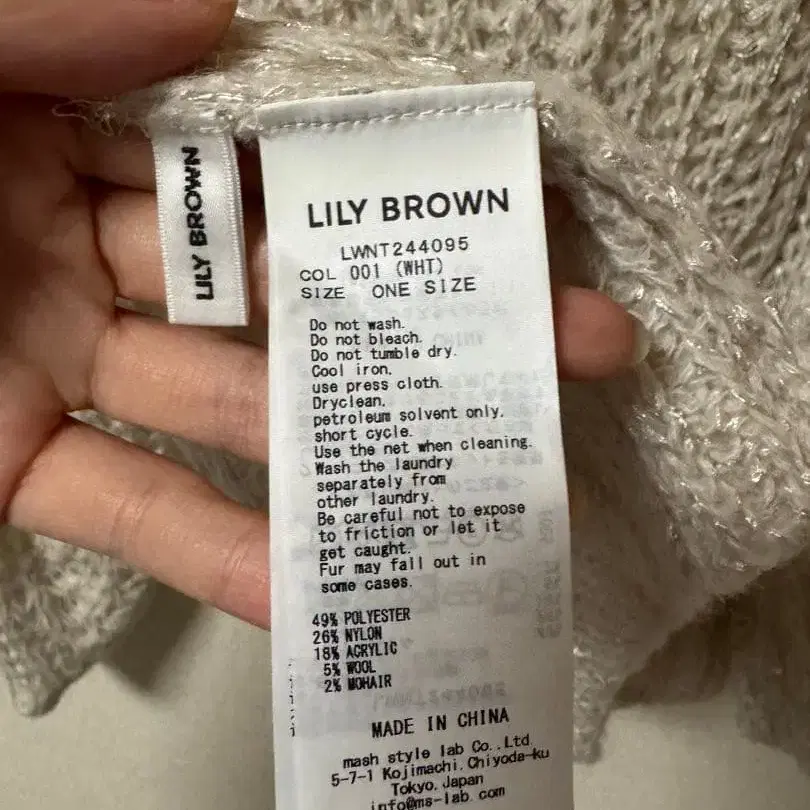 LILY BROWN
LILY BROWN
LWNT244095
COL 001 (WHT)
SIZE ONE SIZE
Do not wash.
Do not bleach.
Do not tumble dry.
Cool iron.
use press cloth.
Dryclean.
petroleum solvent only.
short cycle.
Use the net when cleaning.
Wash the laundry
separately from
other laundry.
Be careful not to expose
to friction or let it
get caught.
Fur may fall out in
some cases.
49% POLYESTER
26% NYLON
18% ACRYLIC
5% WOOL
2% MOHAIR
MADE IN CHINA
mash style lab Co.,Ltd
5-7-1 Kojimachi,Chiyoda-ku
Tokyo,Japan
info@ms-lab.com